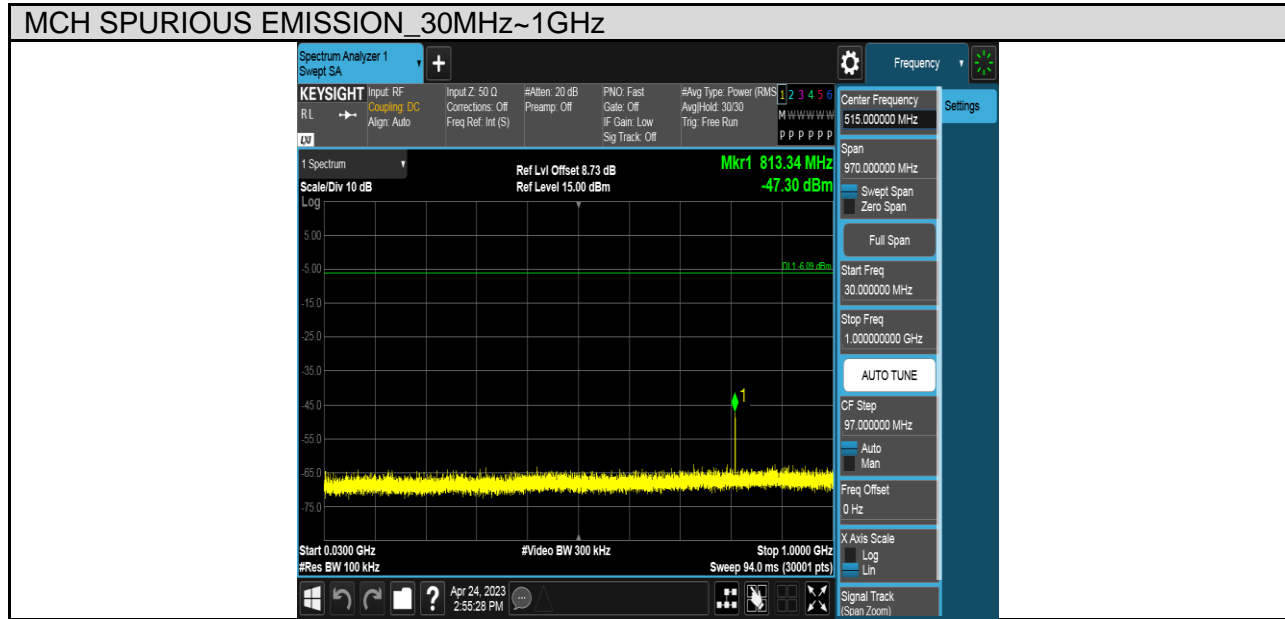 MCH SPURIOUS EMISSION_30MHz~1GHz
Spectrum Analyzer 1
Swept SA
+
Frequency
KEYSIGHT
RL
LXI
Input: RF
Coupling: DC
Align: Auto
Input Z: 50 Ω
Corrections: Off
Freq Ref: Int (S)
#Atten: 20 dB
Preamp: Off
PNO: Fast
Gate: Off
IF Gain: Low
Sig Track: Off
#Avg Type: Power (RMS
Avg|Hold: 30/30
Trig: Free Run
1 2 3 4 5 6
M W W W W W
P P P P P P
1 Spectrum
Scale/Div 10 dB
Ref Lvl Offset 8.73 dB
Ref Level 15.00 dBm
Mkr1 813.34 MHz
-47.30 dBm
Log
5.00
-5.00
DL1 -6.09 dBm
-15.0
-25.0
-35.0
-45.0
1
-55.0
-65.0
-75.0
Start 0.0300 GHz
#Res BW 100 kHz
#Video BW 300 kHz
Stop 1.0000 GHz
Sweep 94.0 ms (30001 pts)
Center Frequency
515.000000 MHz
Settings
Span
970.000000 MHz
Swept Span
Zero Span
Full Span
Start Freq
30.000000 MHz
Stop Freq
1.000000000 GHz
AUTO TUNE
CF Step
97.000000 MHz
Auto
Man
Freq Offset
0 Hz
X Axis Scale
Log
Lin
Signal Track
(Span Zoom)
?
Apr 24, 2023
2:55:28 PM